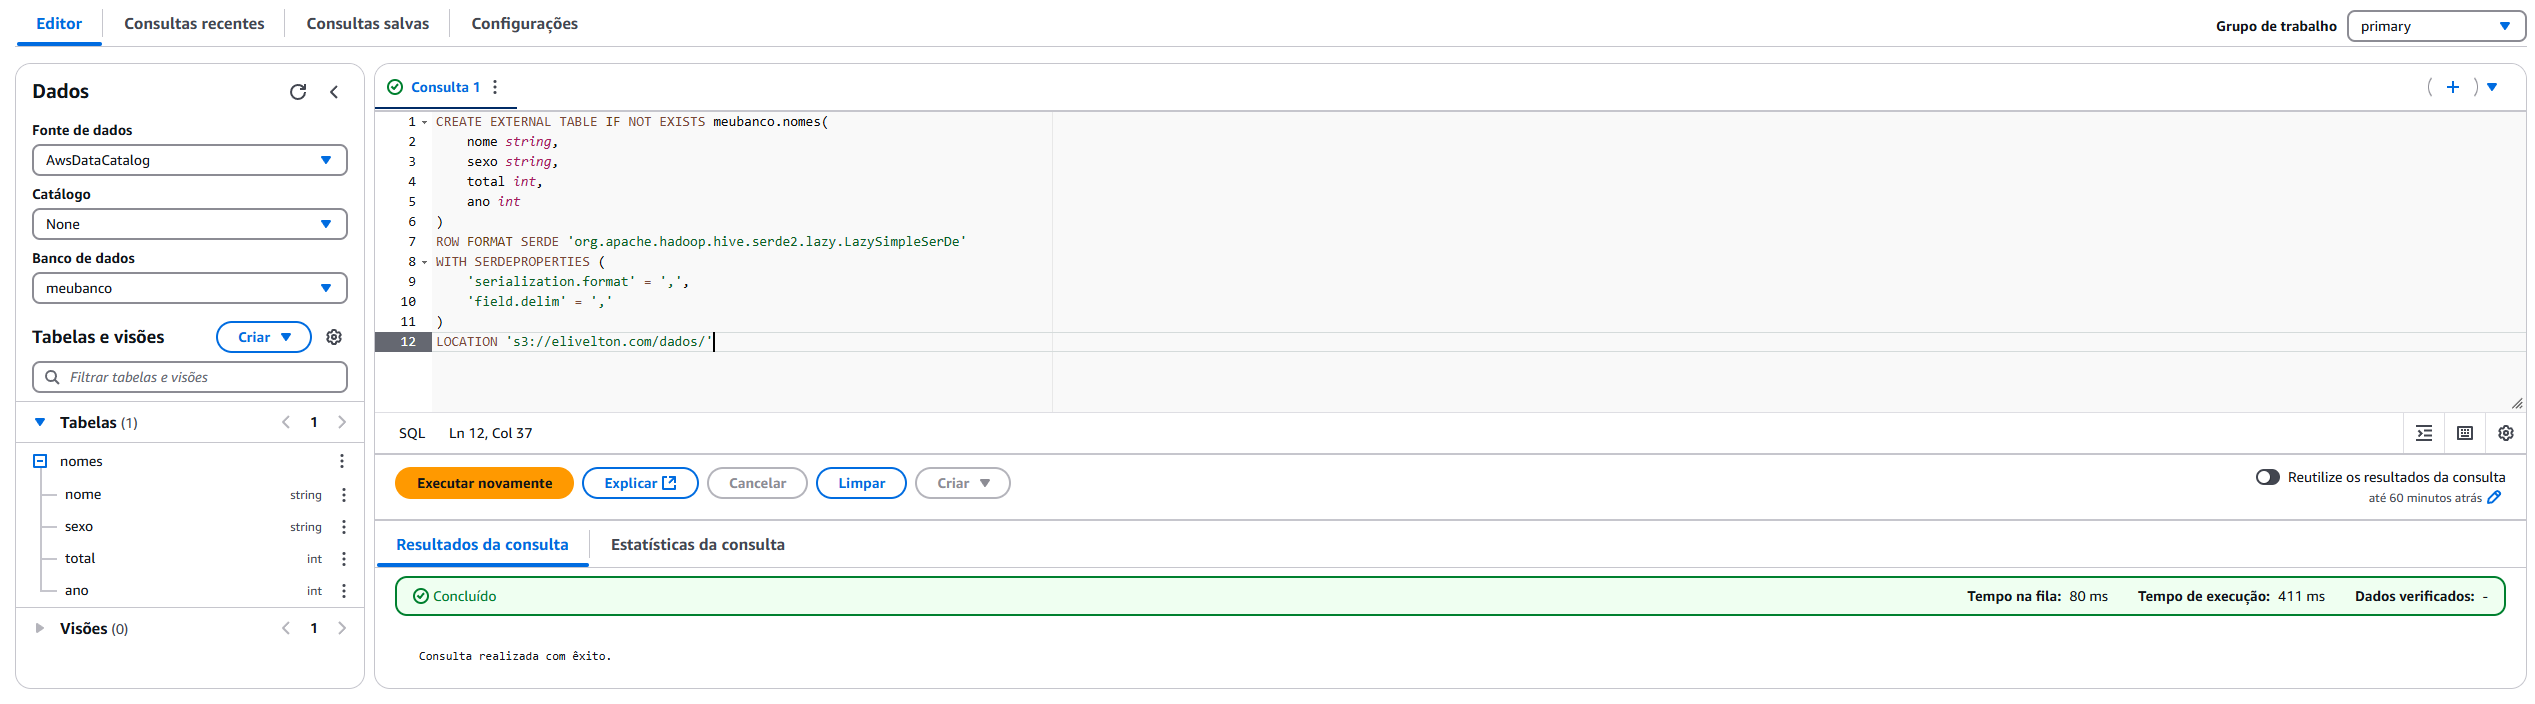 Editor
Consultas recentes
Consultas salvas
Configurações
Grupo de trabalho
primary
Dados
Fonte de dados
AwsDataCatalog
Catálogo
None
Banco de dados
meubanco
Tabelas e visões
Criar
Filtrar tabelas e visões
Tabelas (1)
1
nomes
nome string
sexo string
total int
ano int
Visões (0)
1
Consulta 1
1 CREATE EXTERNAL TABLE IF NOT EXISTS meubanco.nomes(
2 nome string,
3 sexo string,
4 total int,
5 ano int
6 )
7 ROW FORMAT SERDE 'org.apache.hadoop.hive.serde2.lazy.LazySimpleSerDe'
8 WITH SERDEPROPERTIES (
9 'serialization.format' = ',',
10 'field.delim' = ','
11 )
12 LOCATION 's3://elivelton.com/dados/'
SQL Ln 12, Col 37
Executar novamente
Explicar
Cancelar
Limpar
Criar
Reutilize os resultados da consulta
até 60 minutos atrás
Resultados da consulta
Estatísticas da consulta
Concluído
Tempo na fila: 80 ms
Tempo de execução: 411 ms
Dados verificados: -
Consulta realizada com êxito.